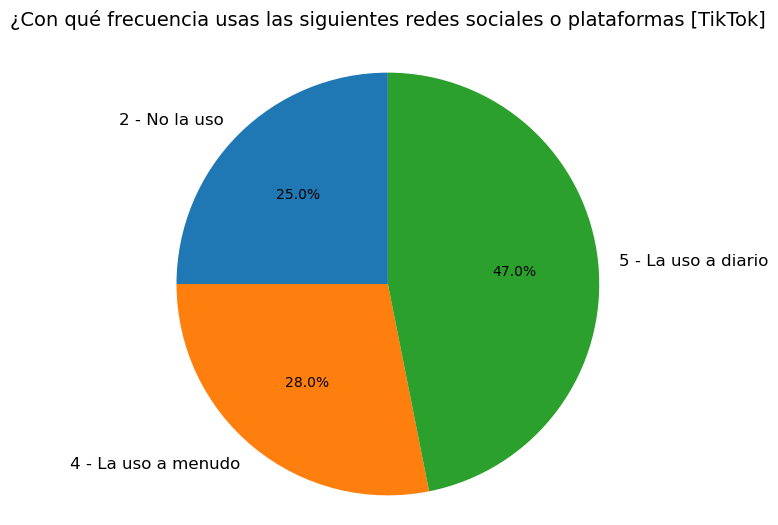 ¿Con qué frecuencia usas las siguientes redes sociales o plataformas [TikTok]
2 - No la uso
25.0%
5 - La uso a diario
47.0%
28.0%
4 - La uso a menudo